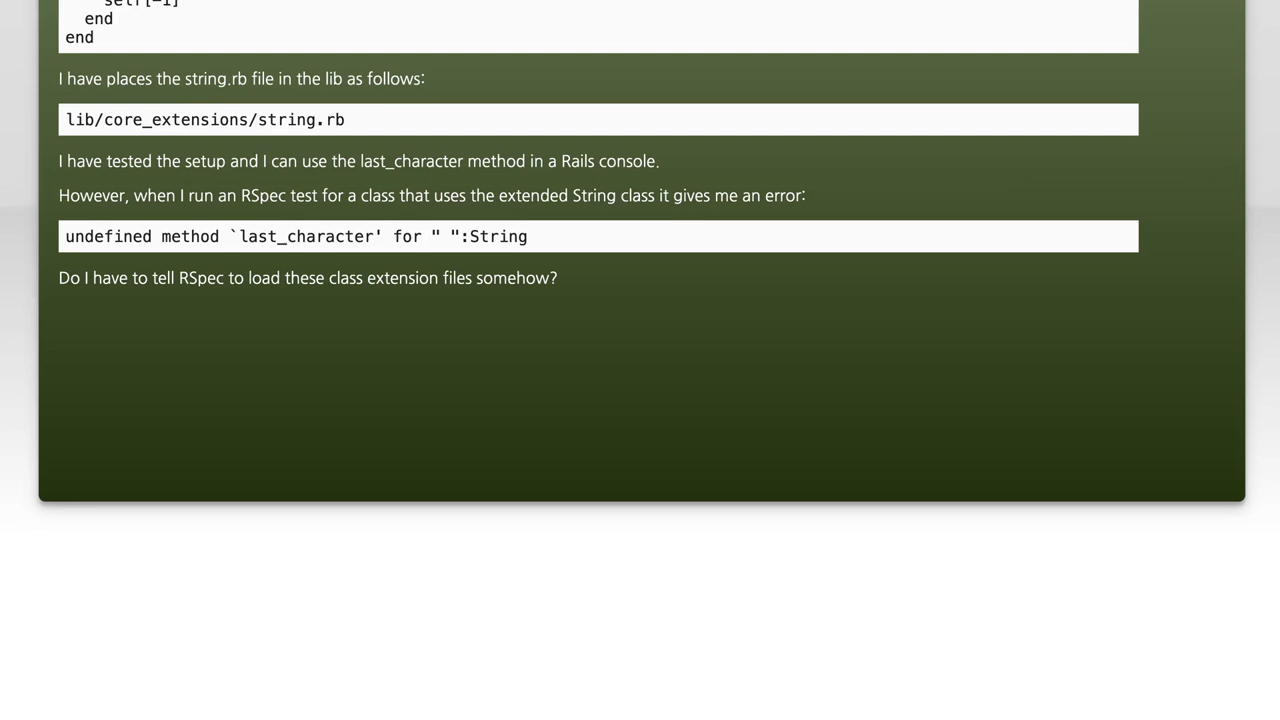 self[-1]
end
end
I have places the string.rb file in the lib as follows:
lib/core_extensions/string.rb
I have tested the setup and I can use the last_character method in a Rails console.
However, when I run an RSpec test for a class that uses the extended String class it gives me an error:
undefined method `last_character' for " ":String
Do I have to tell RSpec to load these class extension files somehow?